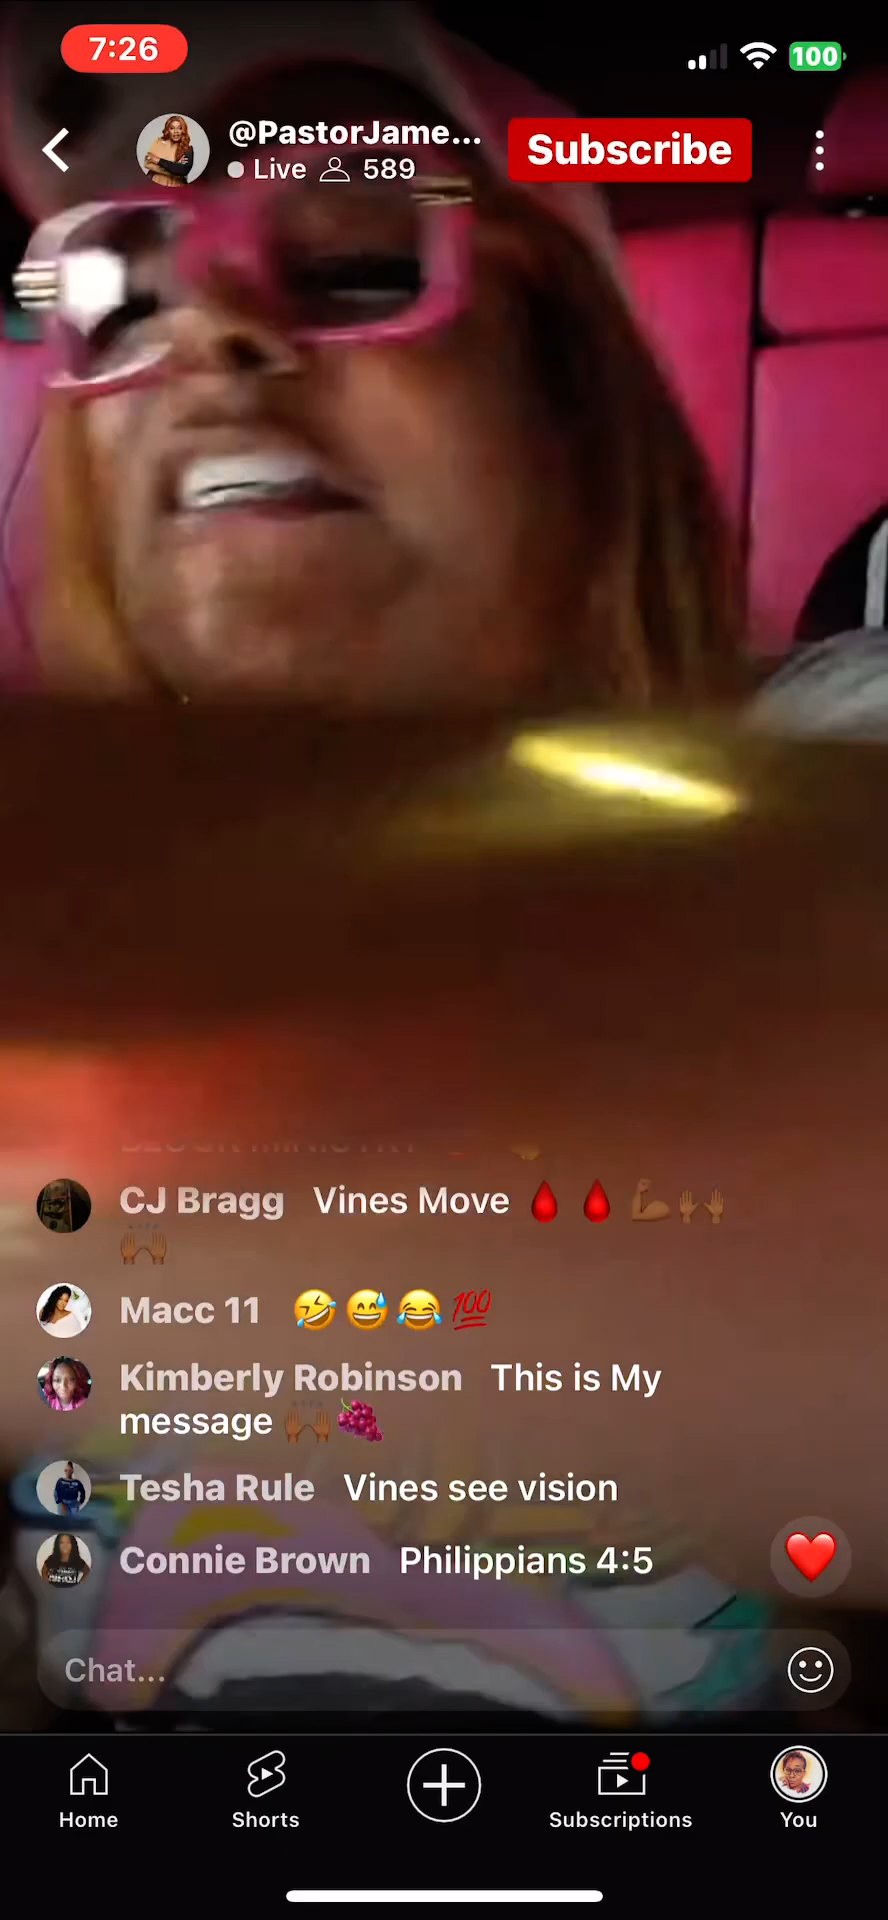 7:26
100
@PastorJame...
Subscribe
Live 589
CJ Bragg Vines Move 🩸🩸💪🏾🙌🏾
🙌🏾
Macc 11 🤣😅😂💯
Kimberly Robinson This is My
message 🙌🏾🍇
Tesha Rule Vines see vision
Connie Brown Philippians 4:5
Chat...
Home
Shorts
Subscriptions
You